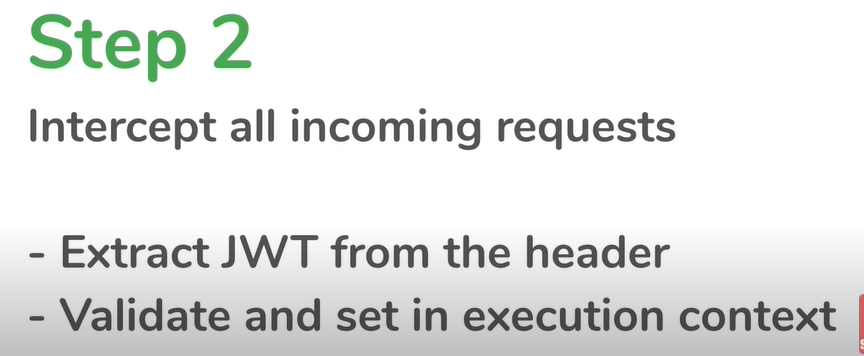 Step 2
Intercept all incoming requests
- Extract JWT from the header
- Validate and set in execution context